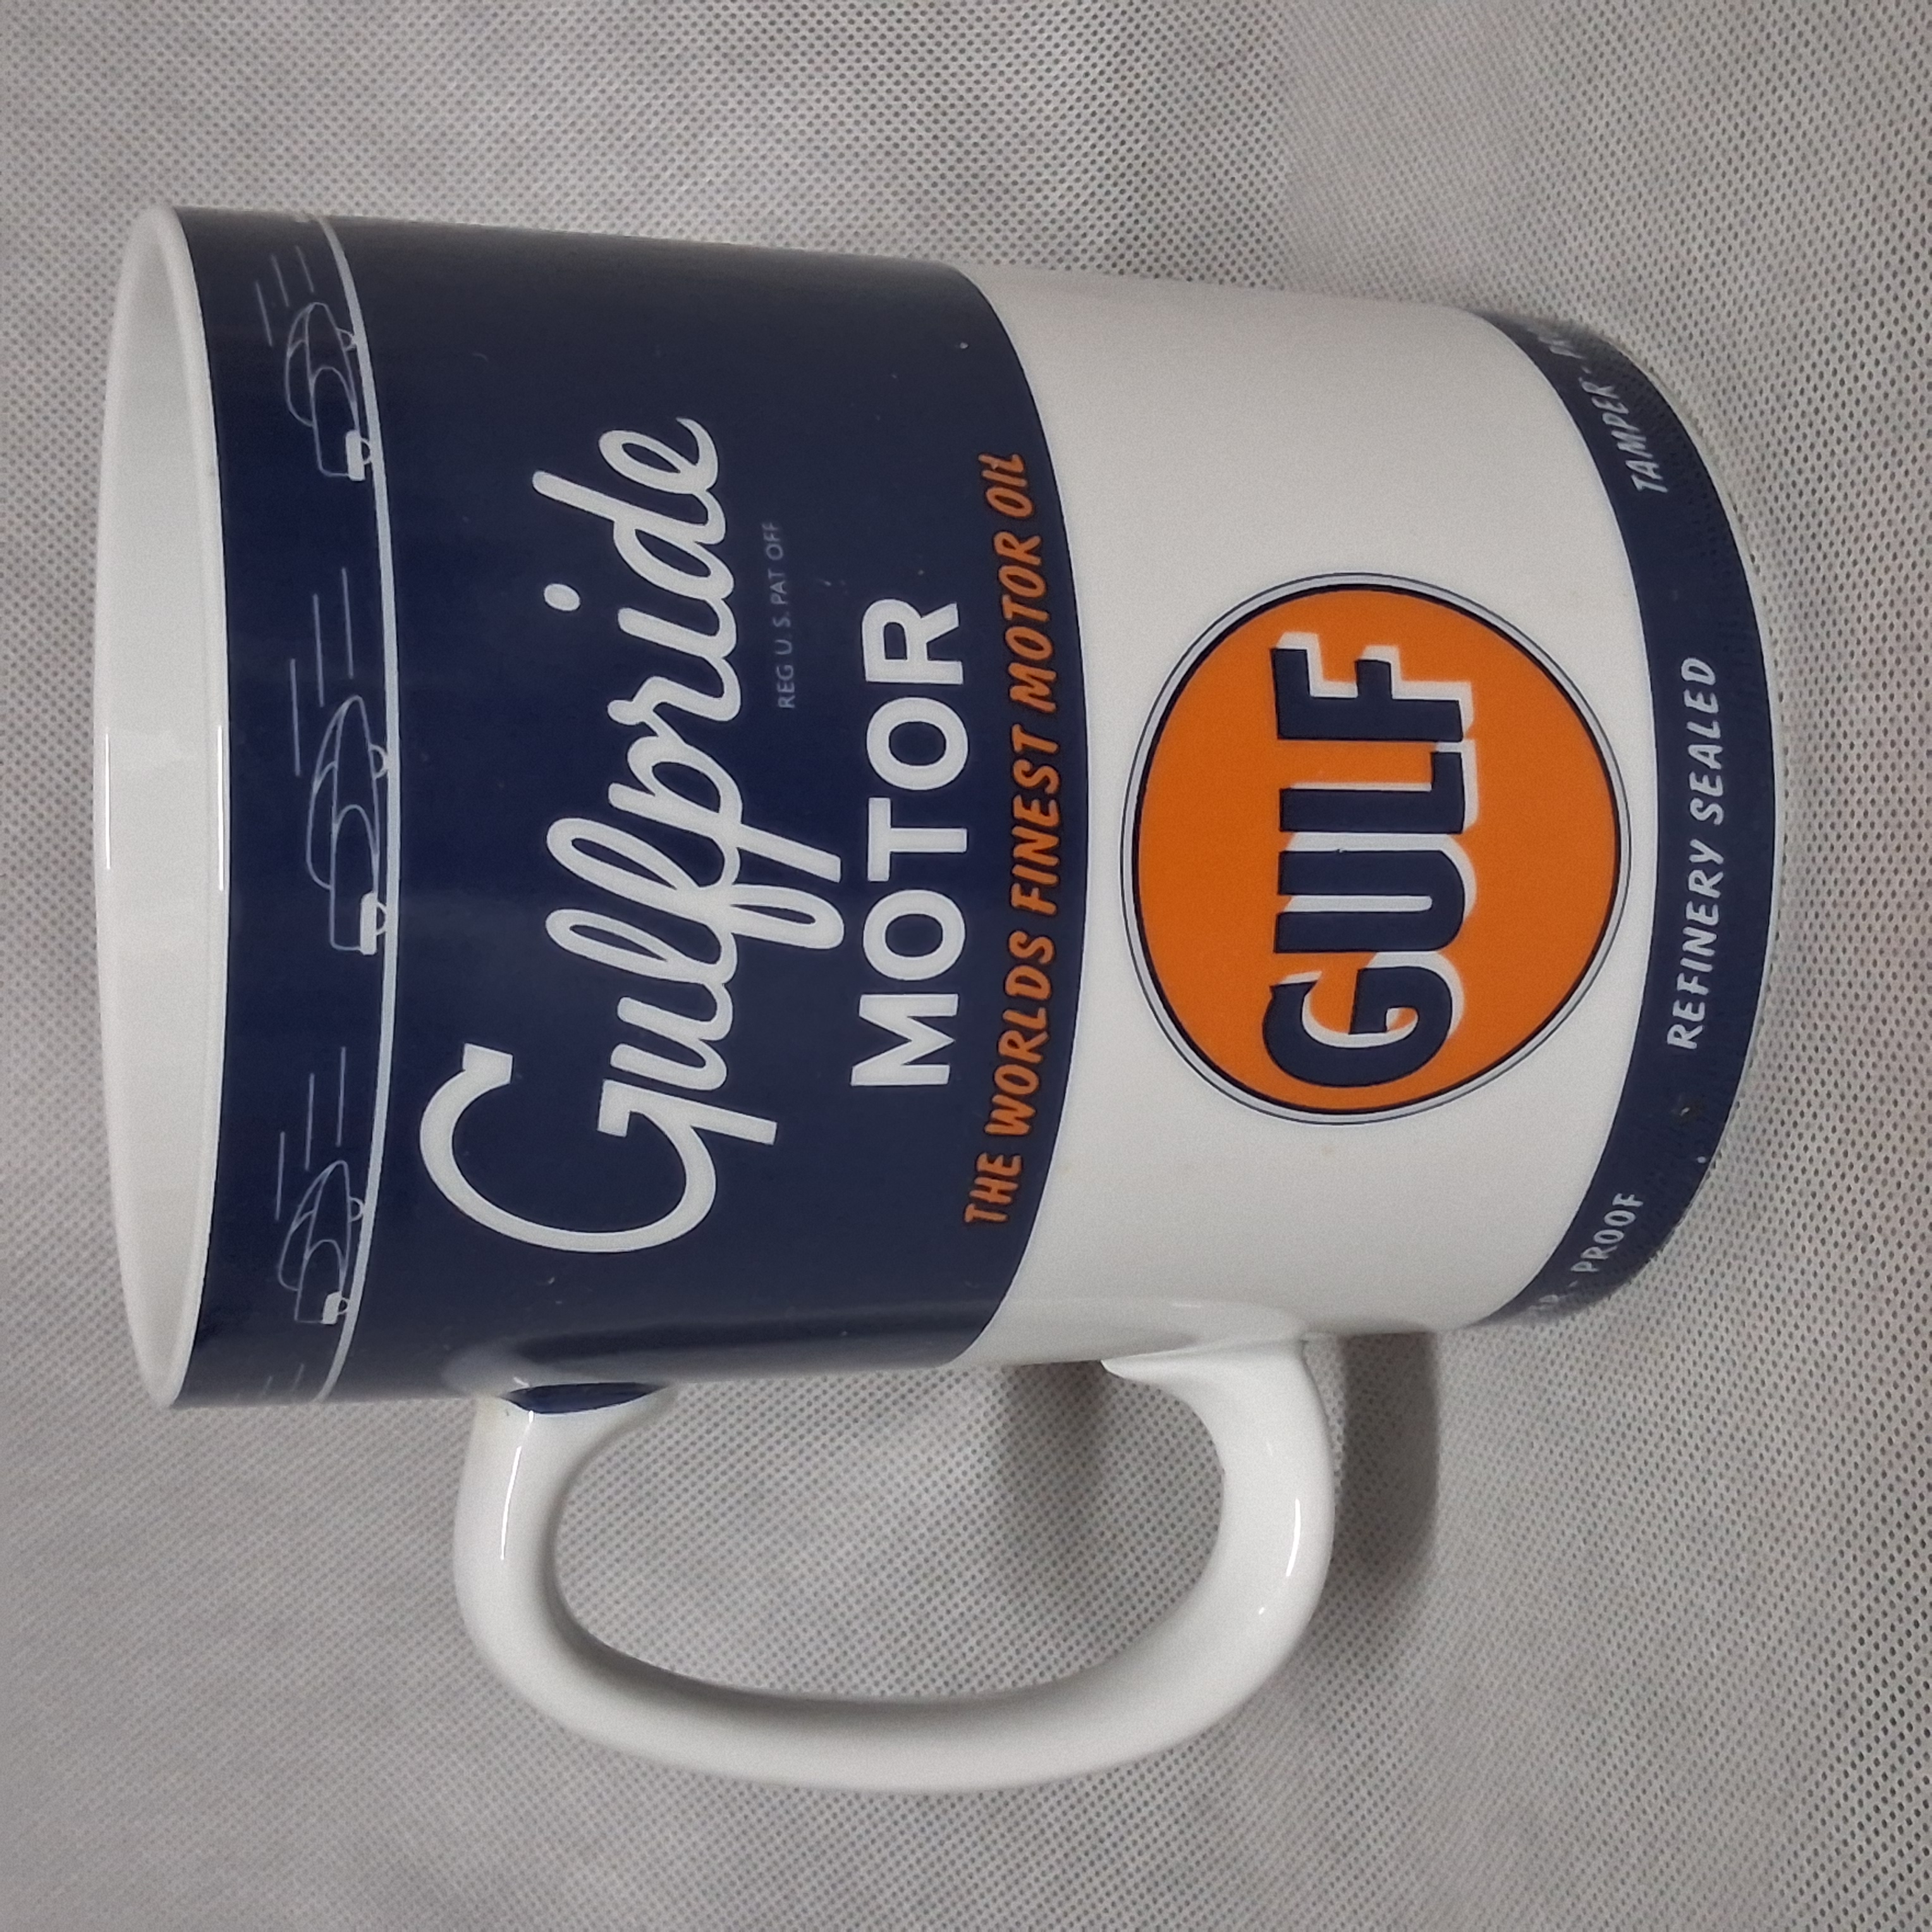 Gulfpride
REG U.S. PAT OFF
MOTOR
THE WORLDS FINEST MOTOR OIL
GULF
PROOF REFINERY SEALED TAMPER -